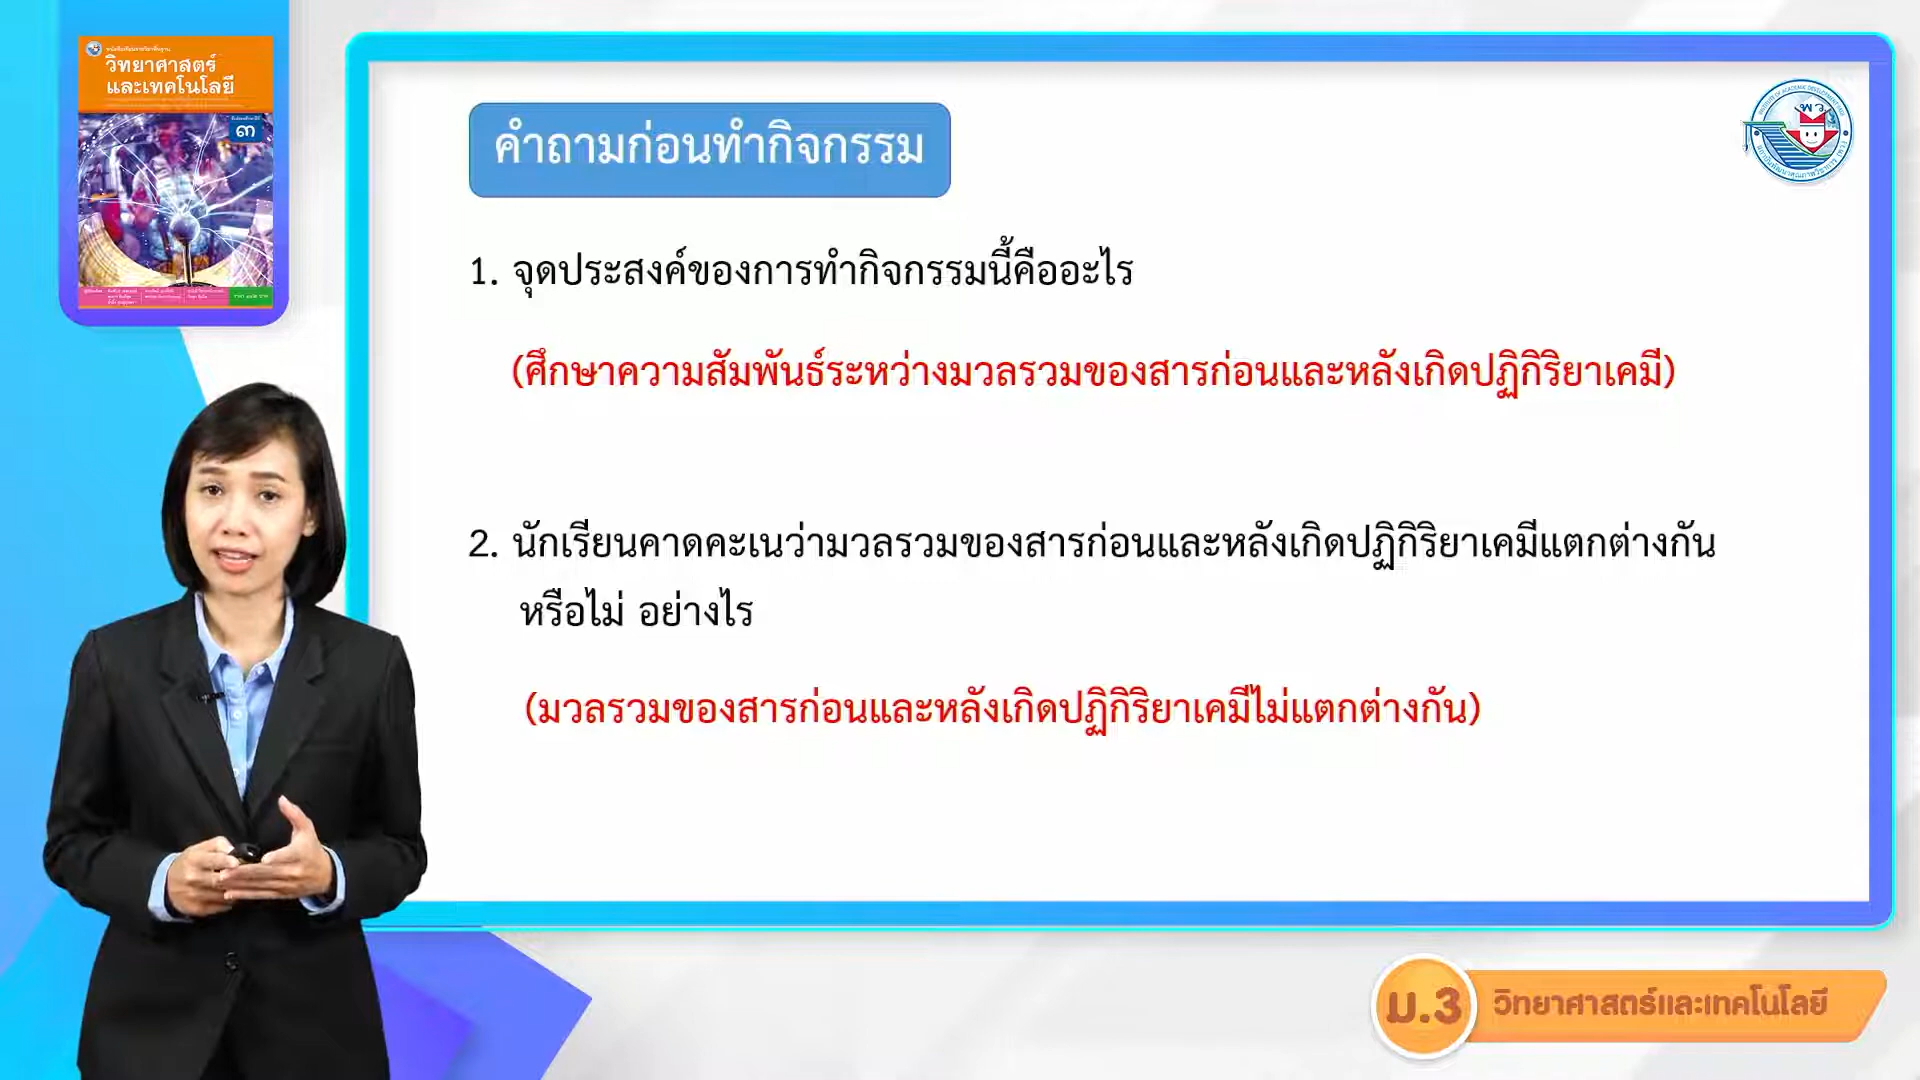 วิทยาศาสตร์
และเทคโนโลยี
๓
พว
คำถามก่อนทำกิจกรรม
1. จุดประสงค์ของการทำกิจกรรมนี้คืออะไร
(ศึกษาความสัมพันธ์ระหว่างมวลรวมของสารก่อนและหลังเกิดปฏิกิริยาเคมี)
2. นักเรียนคาดคะเนว่ามวลรวมของสารก่อนและหลังเกิดปฏิกิริยาเคมีแตกต่างกัน
หรือไม่ อย่างไร
(มวลรวมของสารก่อนและหลังเกิดปฏิกิริยาเคมีไม่แตกต่างกัน)
ม.3 วิทยาศาสตร์และเทคโนโลยี